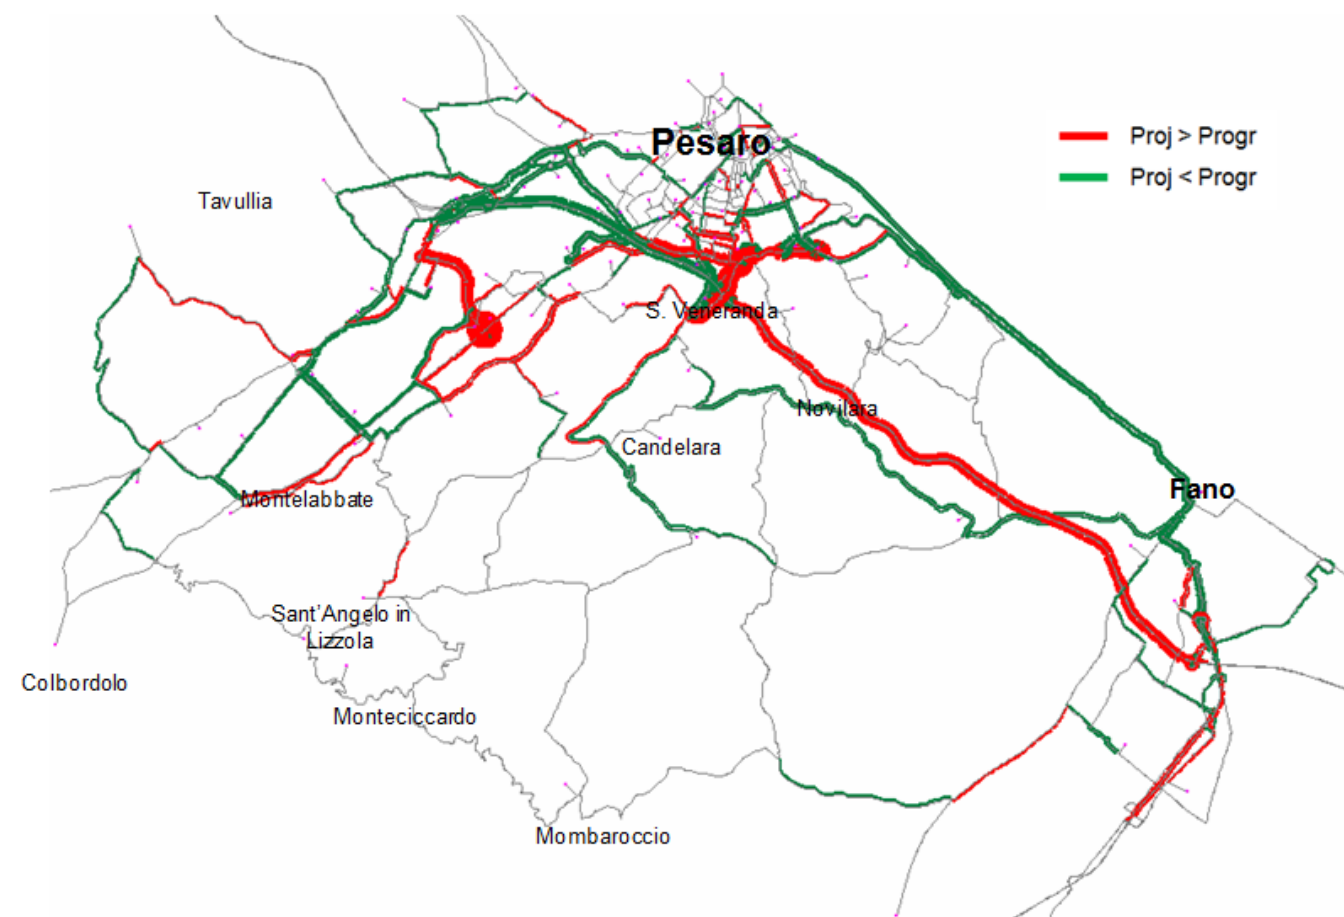 Pesaro
Proj > Progr
Proj < Progr
Tavullia
S. Veneranda
Novilara
Candelara
Fano
Montelabbate
Sant'Angelo in
Lizzola
Colbordolo
Monteciccardo
Mombaroccio